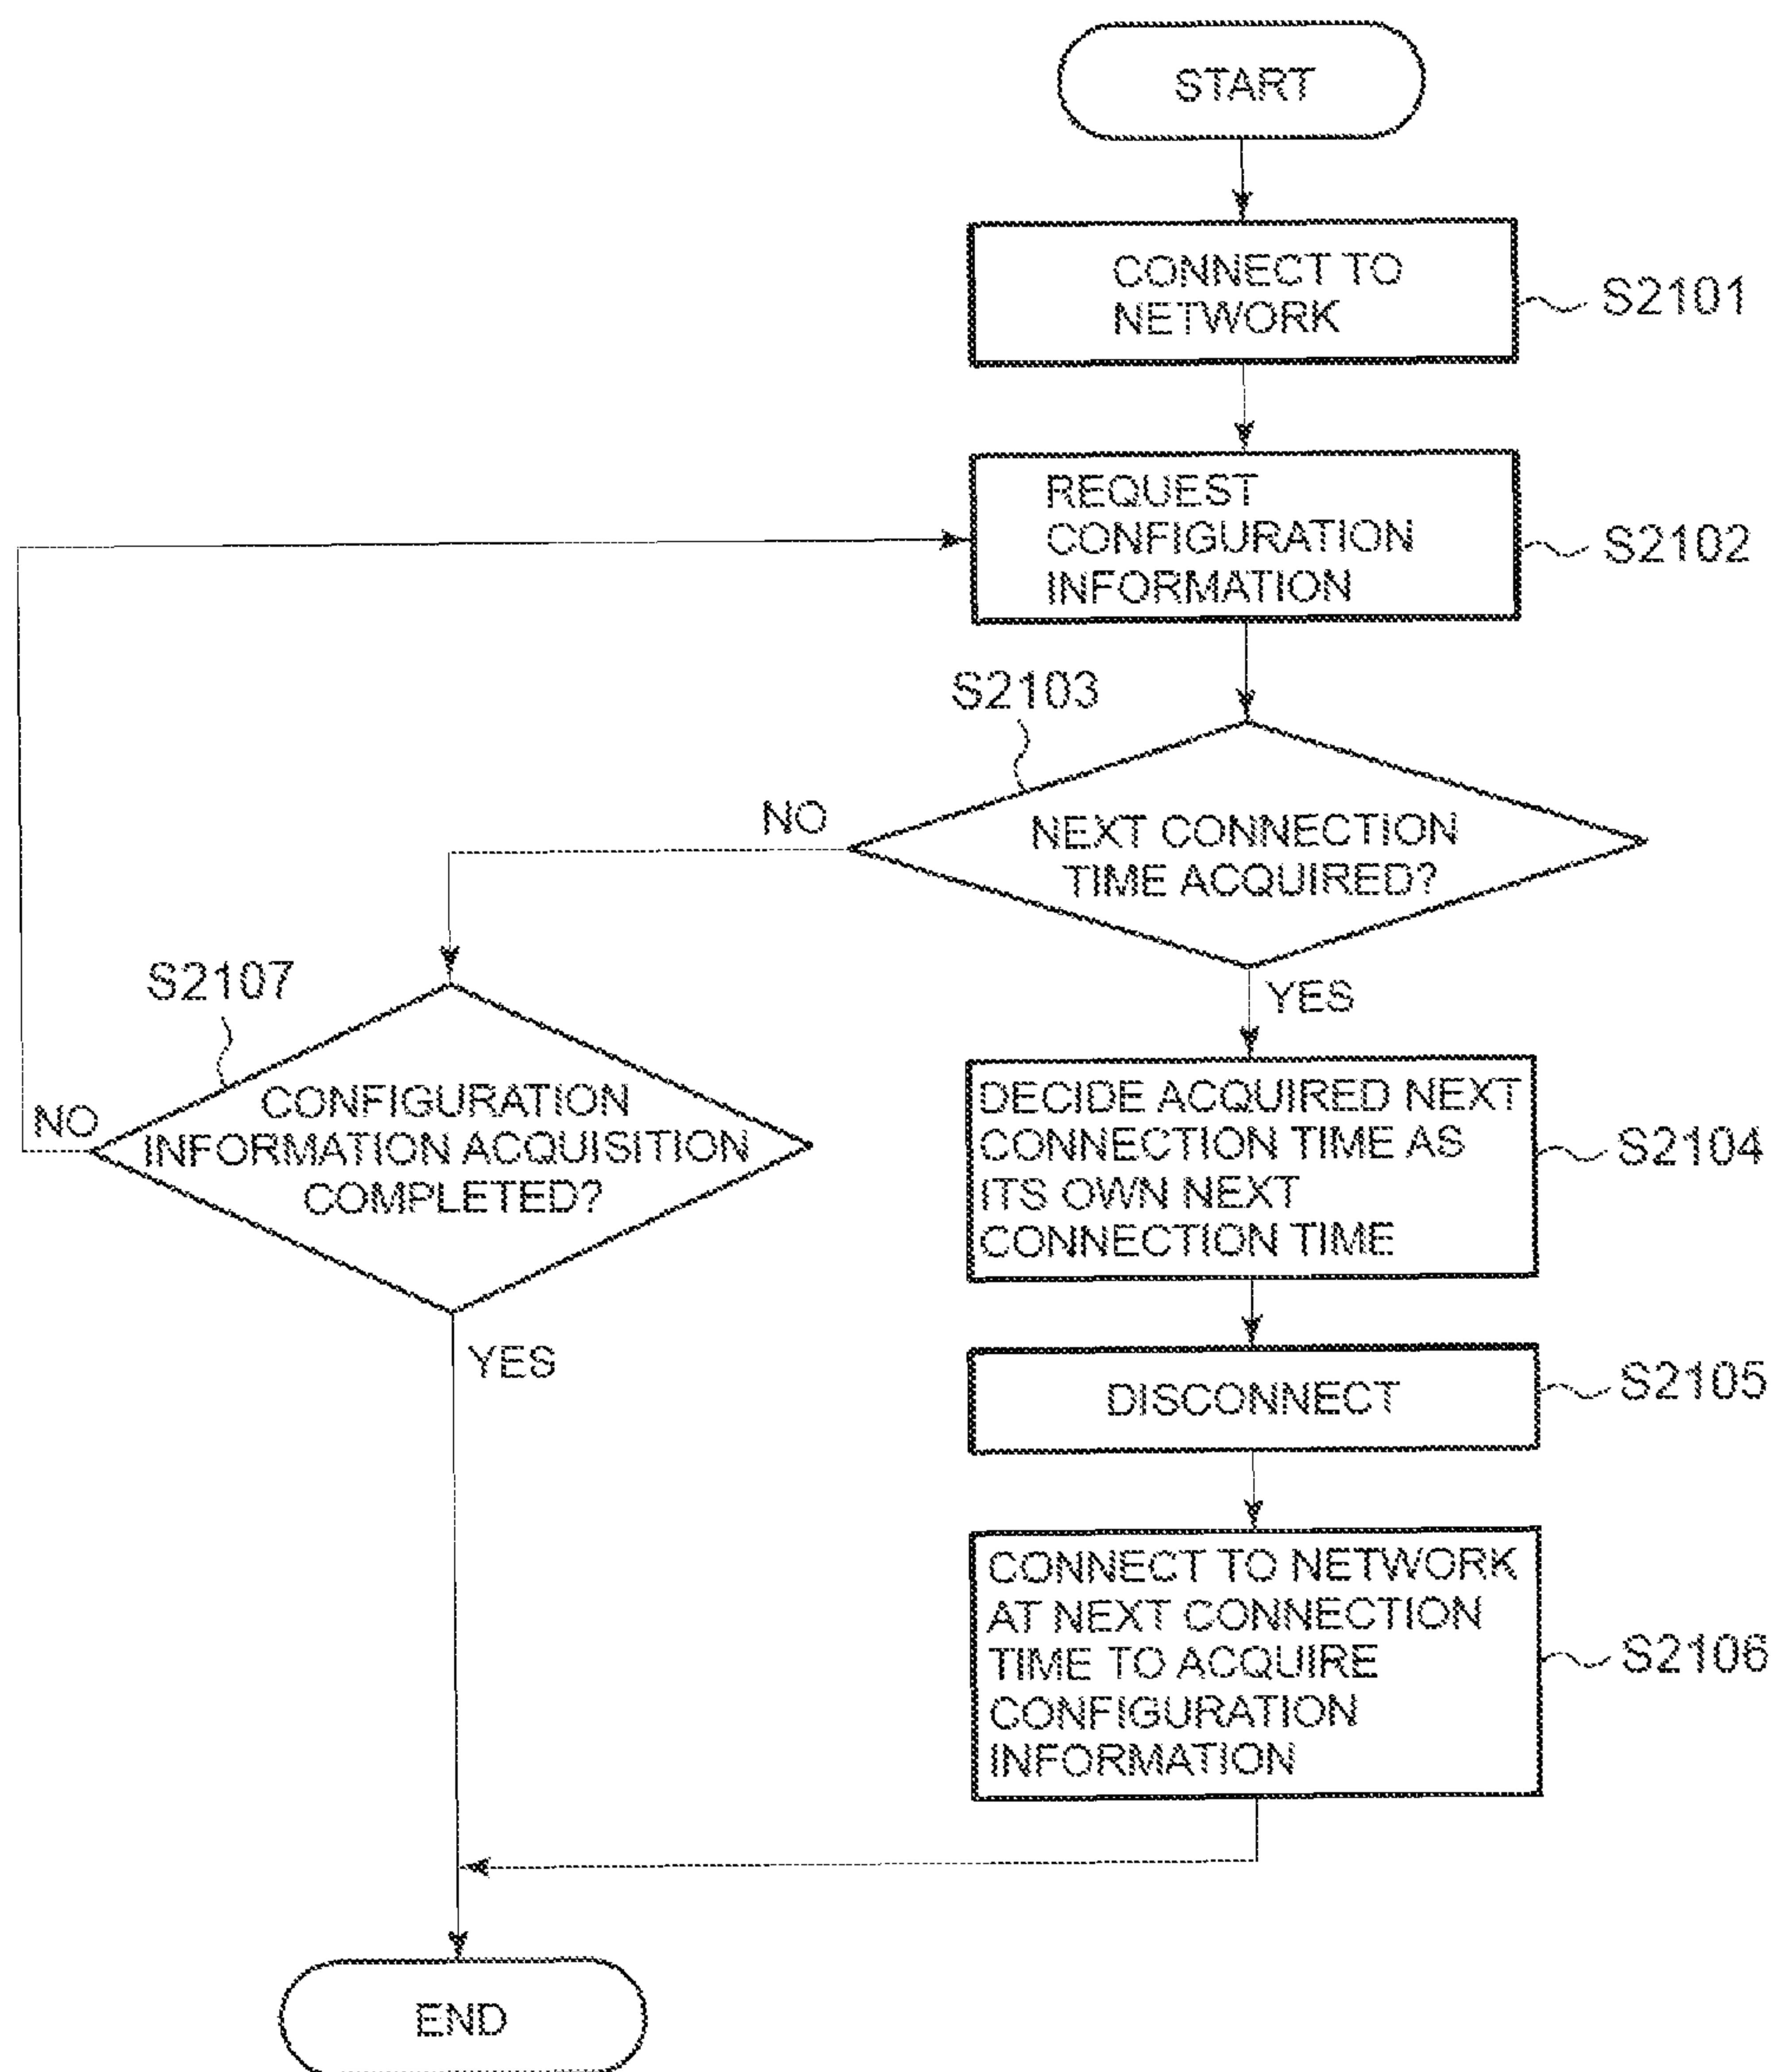 START
CONNECT TO
NETWORK
S2101
REQUEST
CONFIGURATION
INFORMATION
S2102
S2103
NO
NEXT CONNECTION
TIME ACQUIRED?
YES
S2107
NO
CONFIGURATION
INFORMATION ACQUISITION
COMPLETED?
YES
DECIDE ACQUIRED NEXT
CONNECTION TIME AS
ITS OWN NEXT
CONNECTION TIME
S2104
DISCONNECT
S2105
CONNECT TO NETWORK
AT NEXT CONNECTION
TIME TO ACQUIRE
CONFIGURATION
INFORMATION
S2106
END